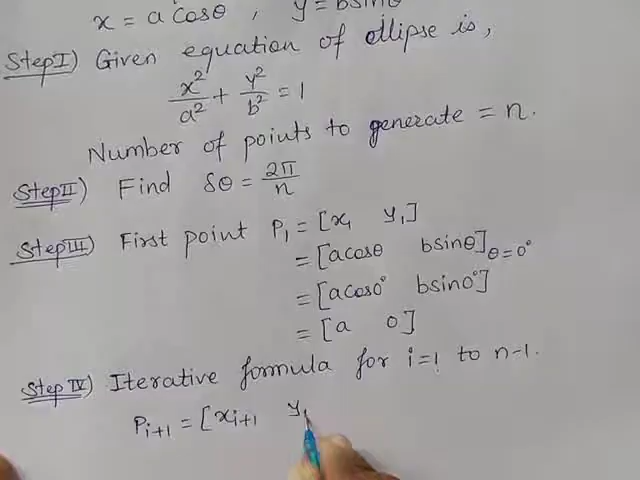 x = a cosθ , y = b sinθ
Step I) Given equation of ellipse is,
x²/a² + y²/b² = 1
Number of points to generate = n.
Step II) Find δθ = 2π/n
Step III) First point P₁ = [x₁ y₁]
= [a cosθ b sinθ]θ=0°
= [a cos0° b sin0°]
= [a 0]
Step IV) Iterative formula for i=1 to n-1.
Pᵢ₊₁ = [xᵢ₊₁ yᵢ